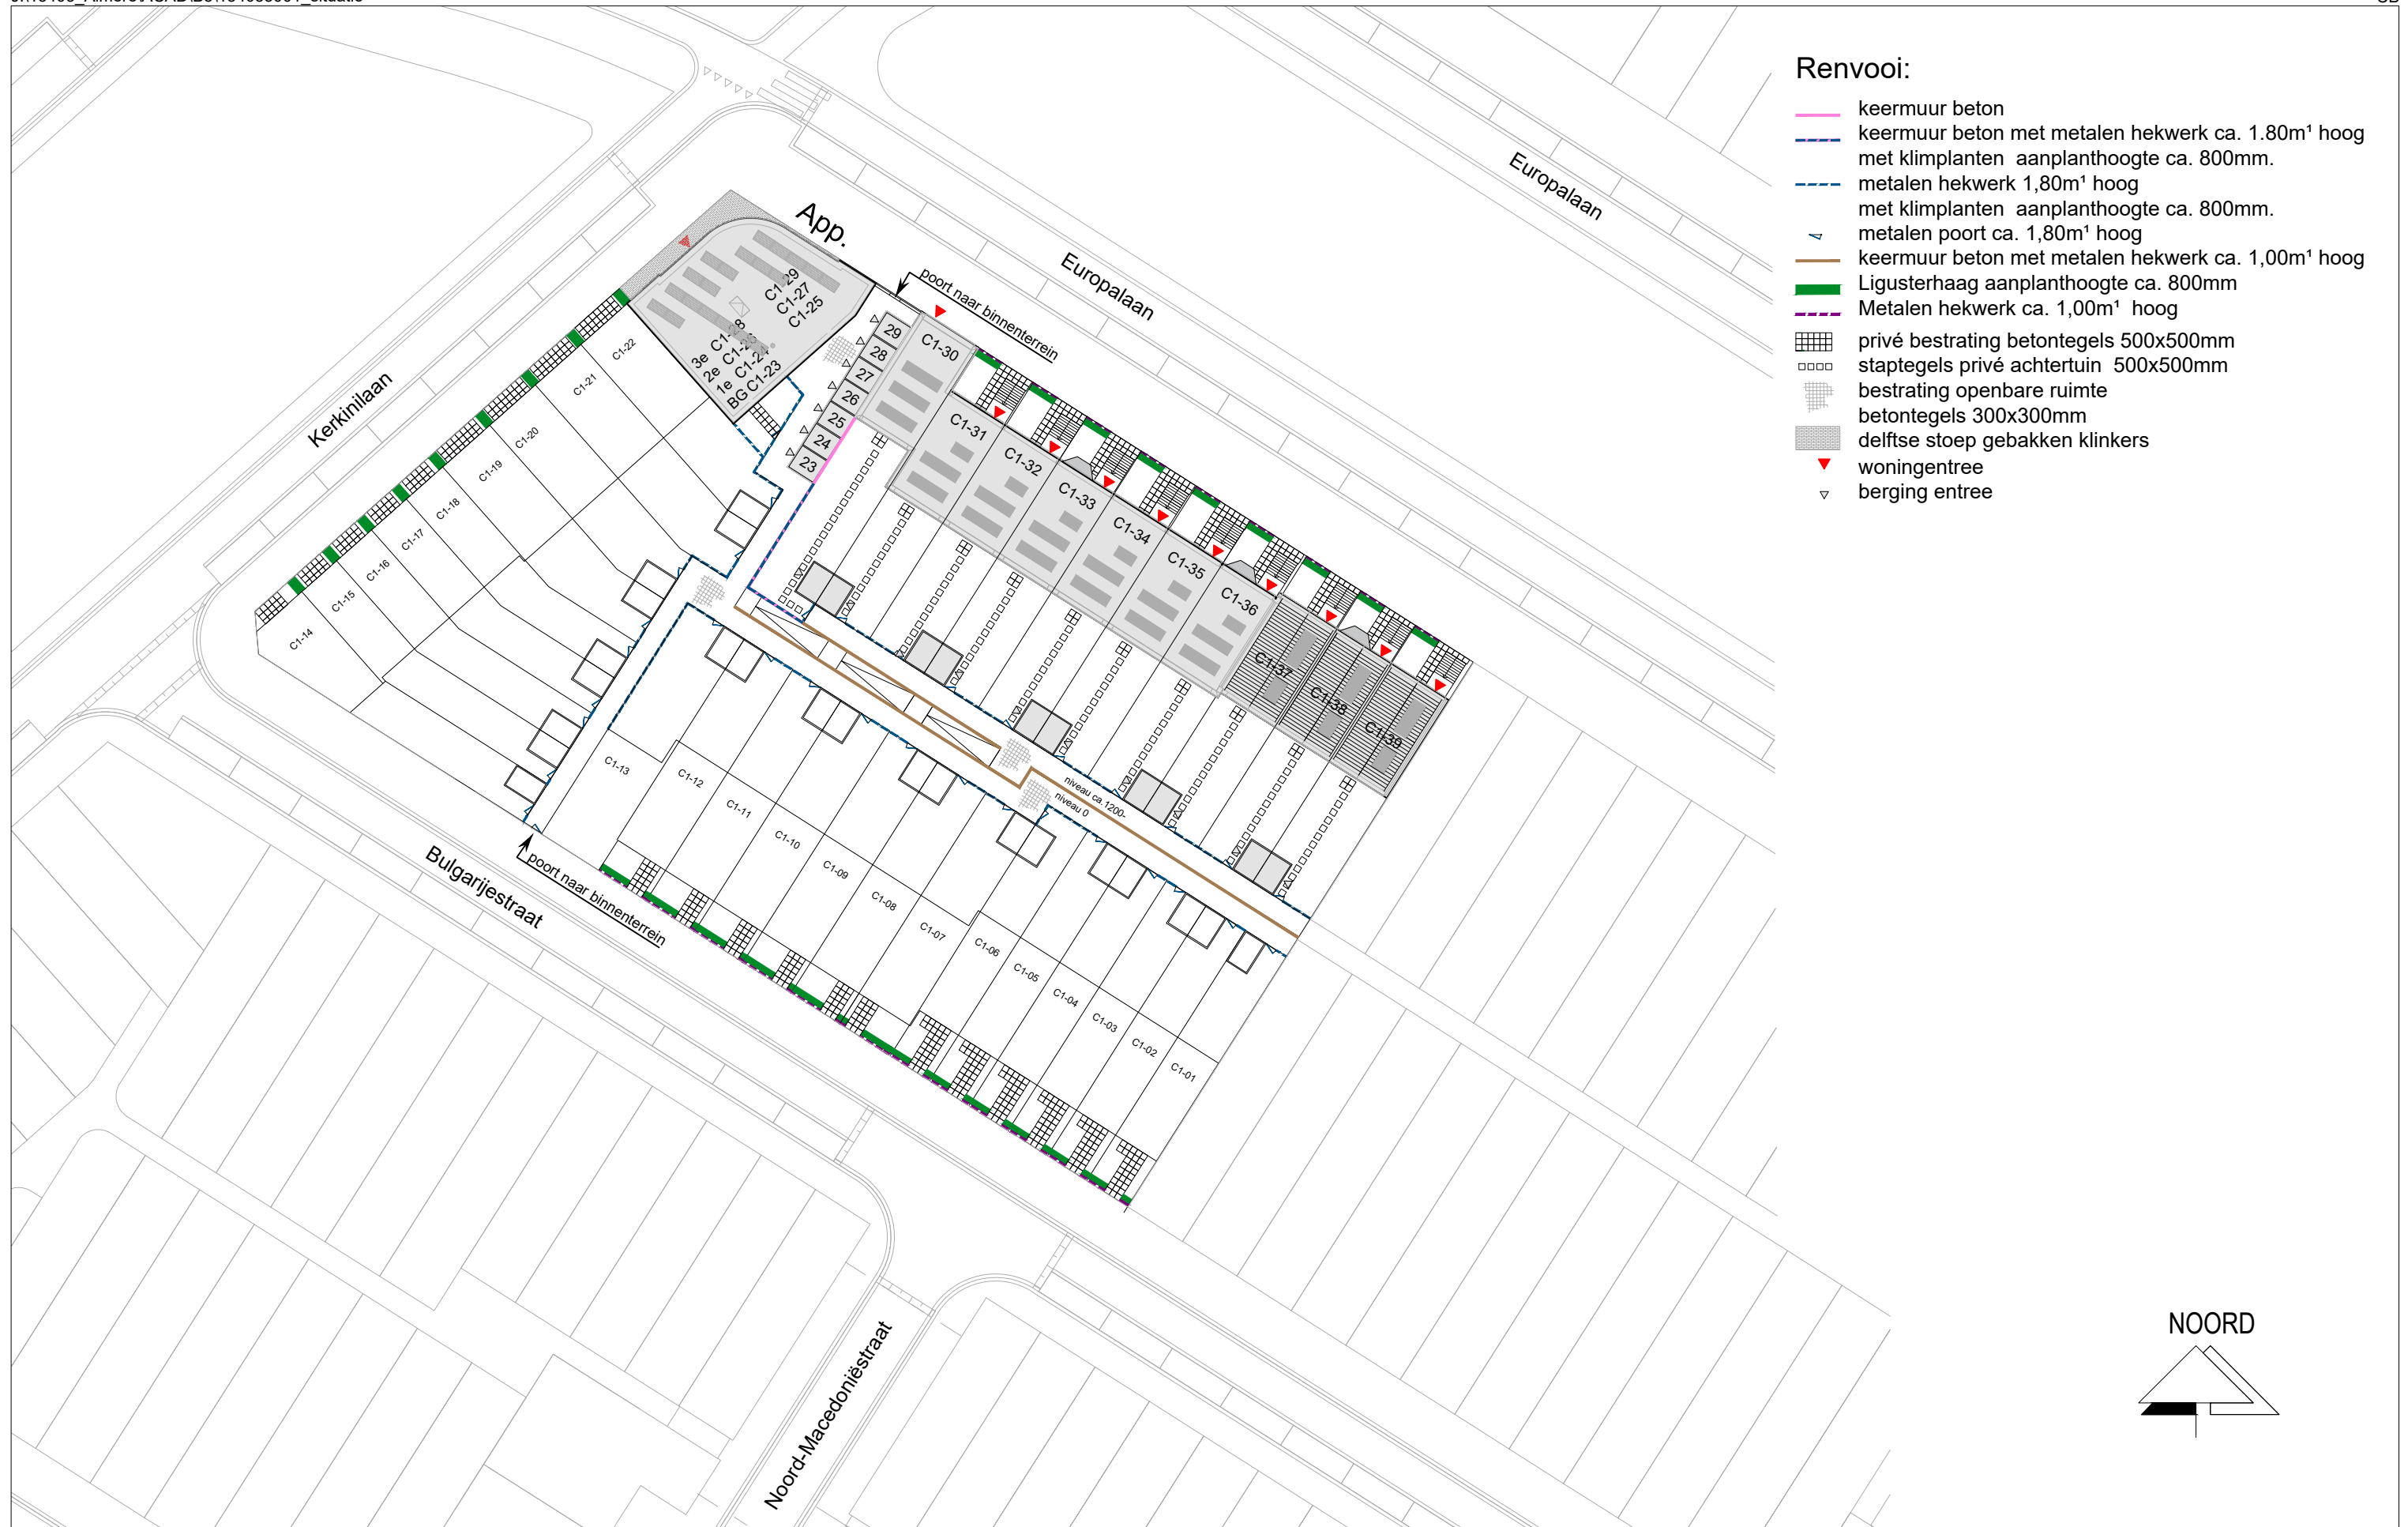 Renvooi:
keermuur beton
keermuur beton met metalen hekwerk ca. 1.80m¹ hoog
met klimplanten aanplanthoogte ca. 800mm.
metalen hekwerk 1,80m¹ hoog
met klimplanten aanplanthoogte ca. 800mm.
metalen poort ca. 1,80m¹ hoog
keermuur beton met metalen hekwerk ca. 1,00m¹ hoog
Ligusterhaag aanplanthoogte ca. 800mm
Metalen hekwerk ca. 1,00m¹ hoog
privé bestrating betontegels 500x500mm
staptegels privé achtertuin 500x500mm
bestrating openbare ruimte
betontegels 300x300mm
delftse stoep gebakken klinkers
woningentree
berging entree
Europalaan
Europalaan
App.
poort naar binnenterrein
Kerkinilaan
C1-29
C1-27
C1-25
3e
2e
1e
BG C1-23
29
28
27
26
25
24
23
C1-30
C1-31
C1-32
C1-33
C1-34
C1-35
C1-36
C1-37
C1-38
C1-39
C1-22
C1-21
C1-20
C1-19
C1-18
C1-17
C1-16
C1-15
C1-14
niveau ca.1200-
niveau 0
C1-13
C1-12
C1-11
C1-10
C1-09
C1-08
C1-07
C1-06
C1-05
C1-04
C1-03
C1-02
C1-01
poort naar binnenterrein
Bulgarijestraat
Noord-Macedoniëstraat
NOORD